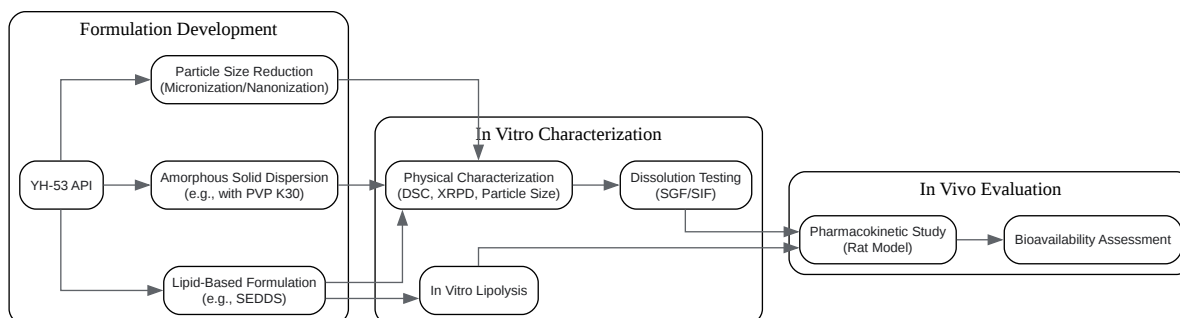 Formulation Development
Particle Size Reduction
(Micronization/Nanonization)
YH-53 API
Amorphous Solid Dispersion
(e.g., with PVP K30)
Lipid-Based Formulation
(e.g., SEDDS)
In Vitro Characterization
Physical Characterization
(DSC, XRPD, Particle Size)
Dissolution Testing
(SGF/SIF)
In Vitro Lipolysis
In Vivo Evaluation
Pharmacokinetic Study
(Rat Model)
Bioavailability Assessment